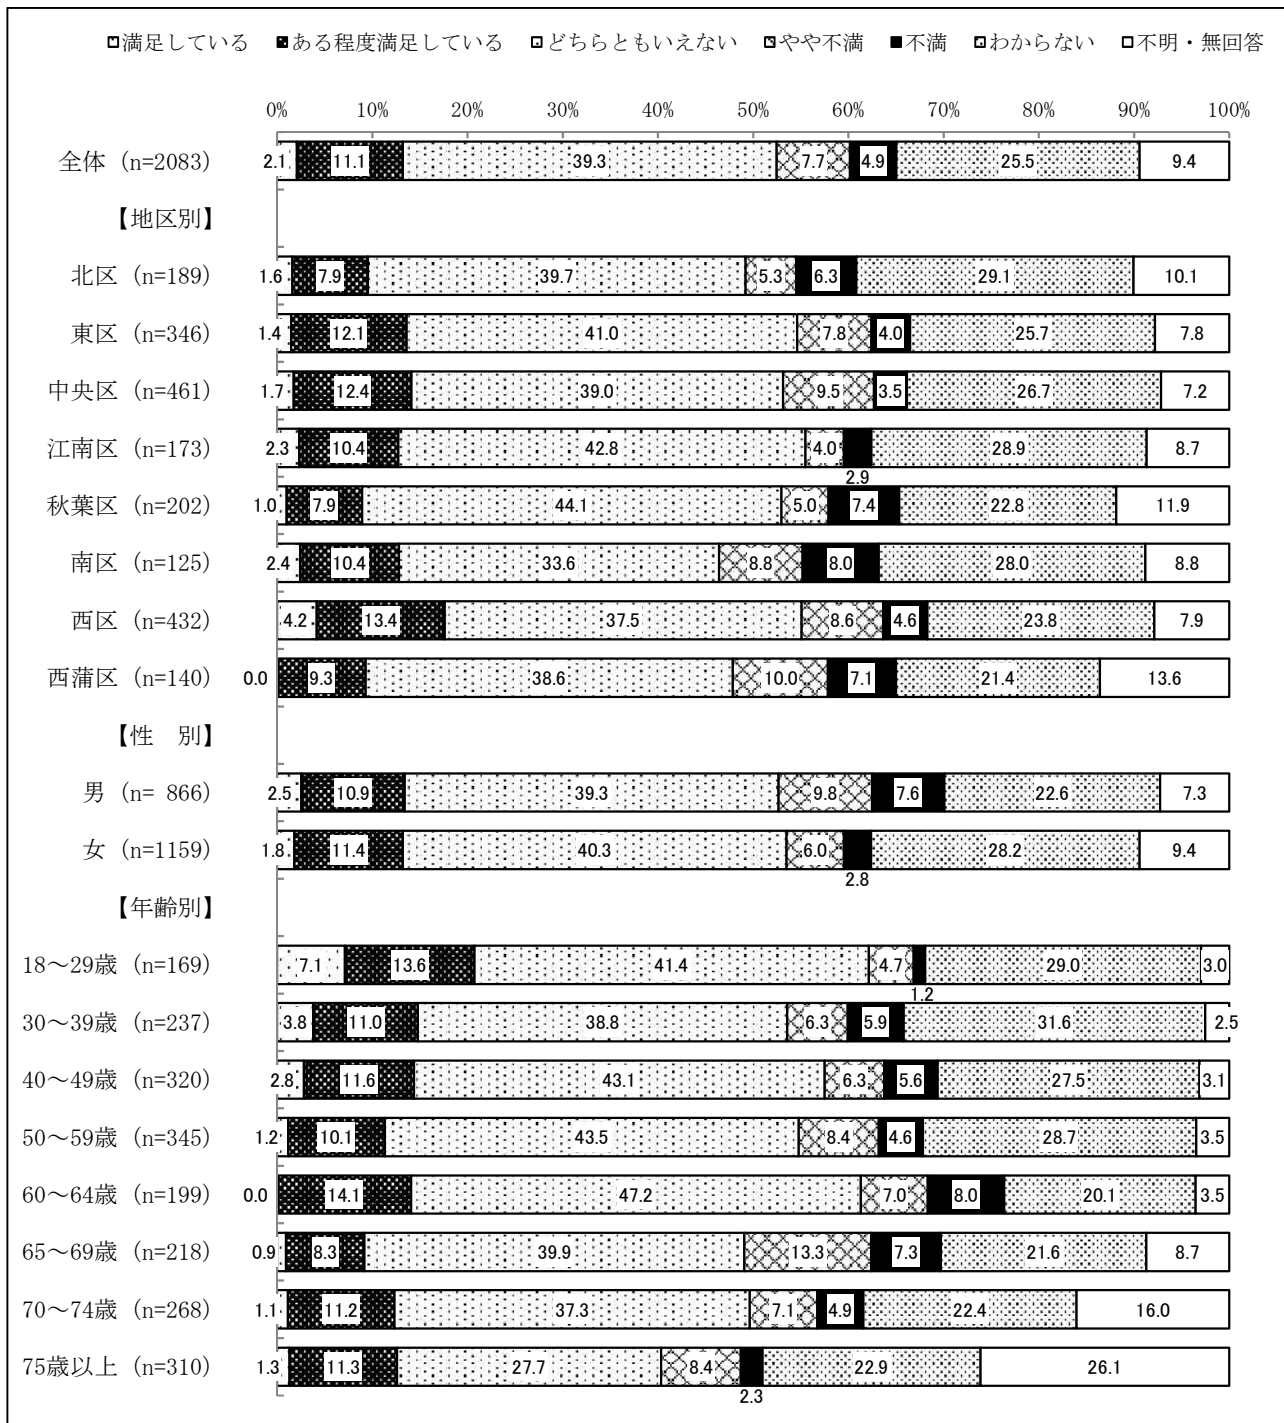 満足している ある程度満足している どちらともいえない やや不満 不満 わからない 不明・無回答
0% 10% 20% 30% 40% 50% 60% 70% 80% 90% 100%
全体 (n=2083) 2.1 11.1 39.3 7.7 4.9 25.5 9.4
【地区別】
北区 (n=189) 1.6 7.9 39.7 5.3 6.3 29.1 10.1
東区 (n=346) 1.4 12.1 41.0 7.8 4.0 25.7 7.8
中央区 (n=461) 1.7 12.4 39.0 9.5 3.5 26.7 7.2
江南区 (n=173) 2.3 10.4 42.8 4.0 2.9 28.9 8.7
秋葉区 (n=202) 1.0 7.9 44.1 5.0 7.4 22.8 11.9
南区 (n=125) 2.4 10.4 33.6 8.8 8.0 28.0 8.8
西区 (n=432) 4.2 13.4 37.5 8.6 4.6 23.8 7.9
西蒲区 (n=140) 0.0 9.3 38.6 10.0 7.1 21.4 13.6
【性　別】
男 (n= 866) 2.5 10.9 39.3 9.8 7.6 22.6 7.3
女 (n=1159) 1.8 11.4 40.3 6.0 2.8 28.2 9.4
【年齢別】
18～29歳 (n=169) 7.1 13.6 41.4 4.7 1.2 29.0 3.0
30～39歳 (n=237) 3.8 11.0 38.8 6.3 5.9 31.6 2.5
40～49歳 (n=320) 2.8 11.6 43.1 6.3 5.6 27.5 3.1
50～59歳 (n=345) 1.2 10.1 43.5 8.4 4.6 28.7 3.5
60～64歳 (n=199) 0.0 14.1 47.2 7.0 8.0 20.1 3.5
65～69歳 (n=218) 0.9 8.3 39.9 13.3 7.3 21.6 8.7
70～74歳 (n=268) 1.1 11.2 37.3 7.1 4.9 22.4 16.0
75歳以上 (n=310) 1.3 11.3 27.7 8.4 2.3 22.9 26.1